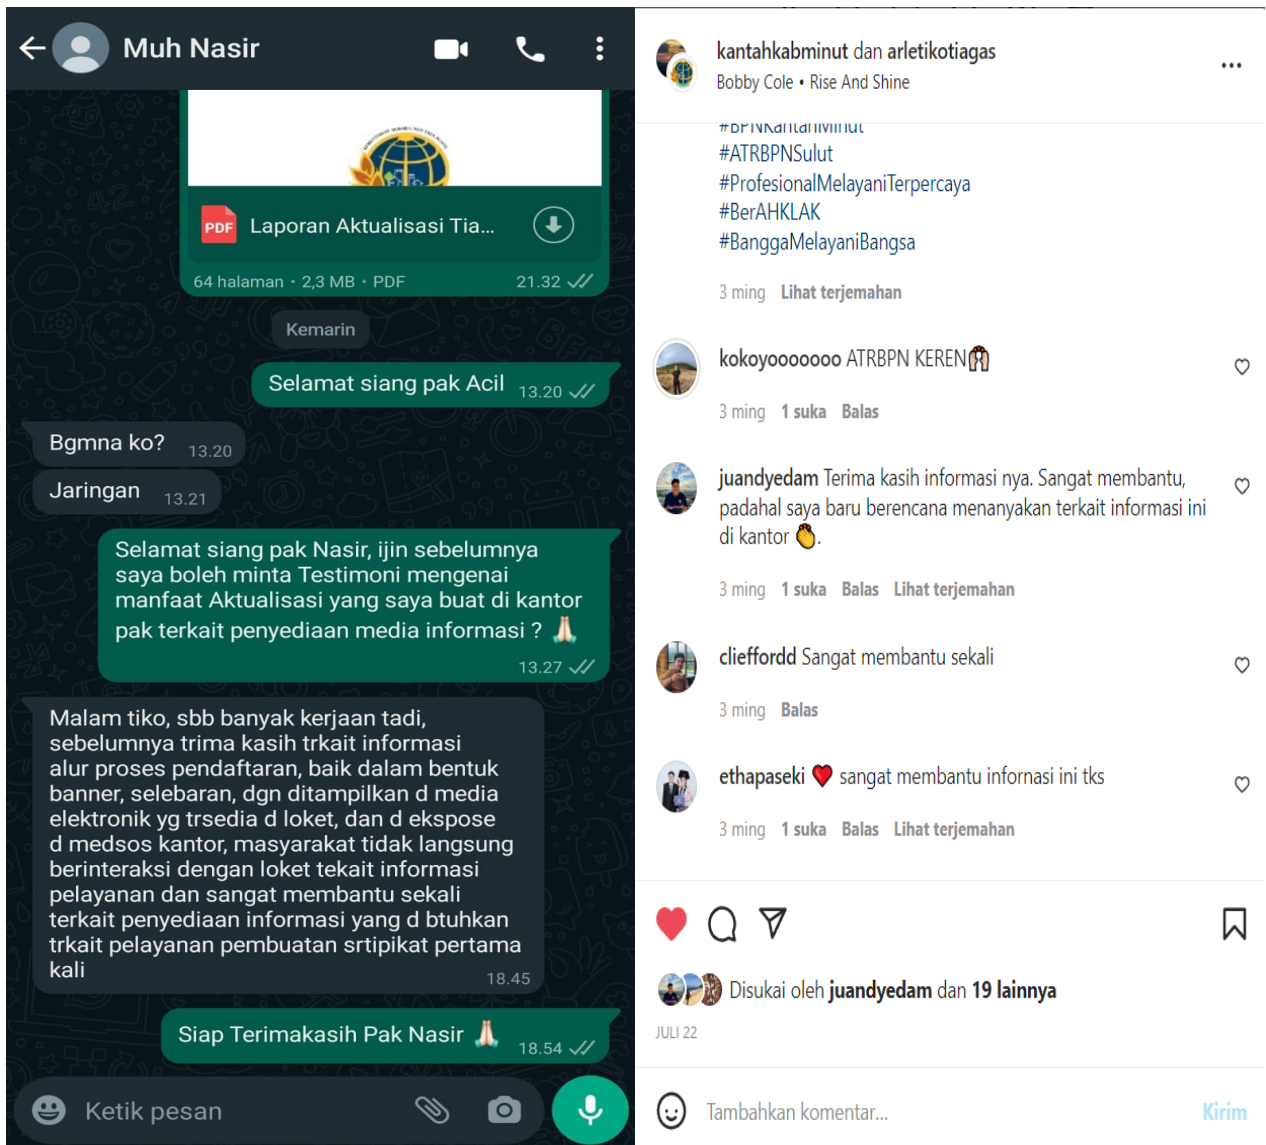 Muh Nasir
PDF
Laporan Aktualisasi Tia...
64 halaman • 2,3 MB • PDF
21.32
Kemarin
Selamat siang pak Acil
13.20
Bgmna ko?
13.20
Jaringan
13.21
Selamat siang pak Nasir, ijin sebelumnya
saya boleh minta Testimoni mengenai
manfaat Aktualisasi yang saya buat di kantor
pak terkait penyediaan media informasi ? 🙏
13.27
Malam tiko, sbb banyak kerjaan tadi,
sebelumnya trima kasih trkait informasi
alur proses pendaftaran, baik dalam bentuk
banner, selebaran, dgn ditampilkan d media
elektronik yg trsedia d loket, dan d ekspose
d medsos kantor, masyarakat tidak langsung
berinteraksi dengan loket tekait informasi
pelayanan dan sangat membantu sekali
terkait penyediaan informasi yang d btuhkan
trkait pelayanan pembuatan srtipikat pertama
kali
18.45
Siap Terimakasih Pak Nasir 🙏
18.54
Ketik pesan
kantahkabminut dan arletikotiagas
Bobby Cole • Rise And Shine
#BPNKantahMinut
#ATRBPNSulut
#ProfesionalMelayaniTerpercaya
#BerAHKLAK
#BanggaMelayaniBangsa
3 ming Lihat terjemahan
kokoyooooooo ATRBPN KEREN🙌
3 ming 1 suka Balas
juandyedam Terima kasih informasi nya. Sangat membantu,
padahal saya baru berencana menanyakan terkait informasi ini
di kantor 👏.
3 ming 1 suka Balas Lihat terjemahan
clieffordd Sangat membantu sekali
3 ming Balas
ethapaseki ❤️ sangat membantu infornasi ini tks
3 ming 1 suka Balas Lihat terjemahan
Disukai oleh juandyedam dan 19 lainnya
JULI 22
Tambahkan komentar...
Kirim